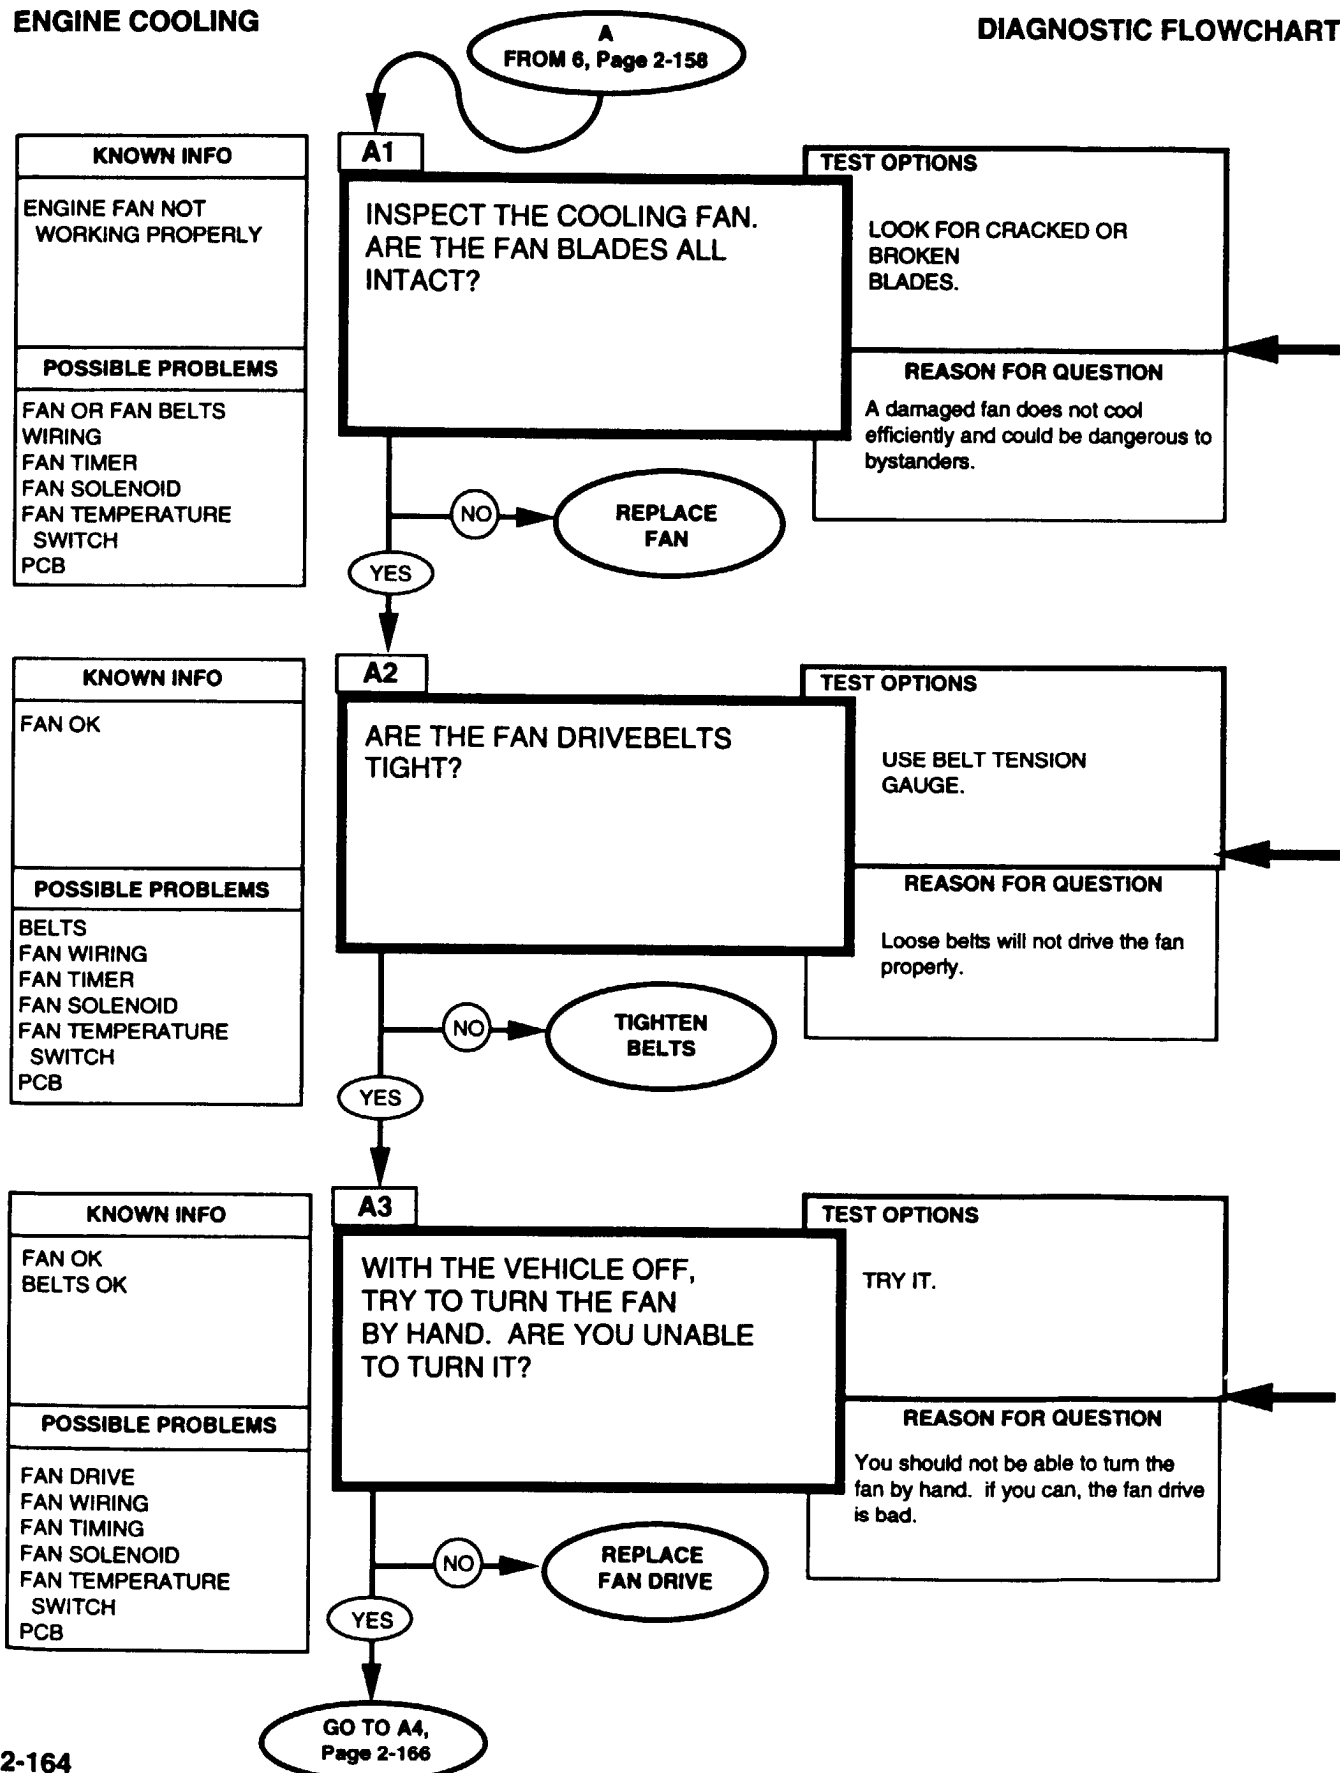 ENGINE COOLING
DIAGNOSTIC FLOWCHART
A
FROM 6, Page 2-158
KNOWN INFO
ENGINE FAN NOT
WORKING PROPERLY
POSSIBLE PROBLEMS
FAN OR FAN BELTS
WIRING
FAN TIMER
FAN SOLENOID
FAN TEMPERATURE
SWITCH
PCB
A1
INSPECT THE COOLING FAN.
ARE THE FAN BLADES ALL
INTACT?
TEST OPTIONS
LOOK FOR CRACKED OR
BROKEN
BLADES.
REASON FOR QUESTION
A damaged fan does not cool
efficiently and could be dangerous to
bystanders.
NO
REPLACE
FAN
YES
KNOWN INFO
FAN OK
POSSIBLE PROBLEMS
BELTS
FAN WIRING
FAN TIMER
FAN SOLENOID
FAN TEMPERATURE
SWITCH
PCB
A2
ARE THE FAN DRIVEBELTS
TIGHT?
TEST OPTIONS
USE BELT TENSION
GAUGE.
REASON FOR QUESTION
Loose belts will not drive the fan
properly.
NO
TIGHTEN
BELTS
YES
KNOWN INFO
FAN OK
BELTS OK
POSSIBLE PROBLEMS
FAN DRIVE
FAN WIRING
FAN TIMING
FAN SOLENOID
FAN TEMPERATURE
SWITCH
PCB
A3
WITH THE VEHICLE OFF,
TRY TO TURN THE FAN
BY HAND. ARE YOU UNABLE
TO TURN IT?
TEST OPTIONS
TRY IT.
REASON FOR QUESTION
You should not be able to turn the
fan by hand. if you can, the fan drive
is bad.
NO
REPLACE
FAN DRIVE
YES
GO TO A4,
Page 2-166
2-164